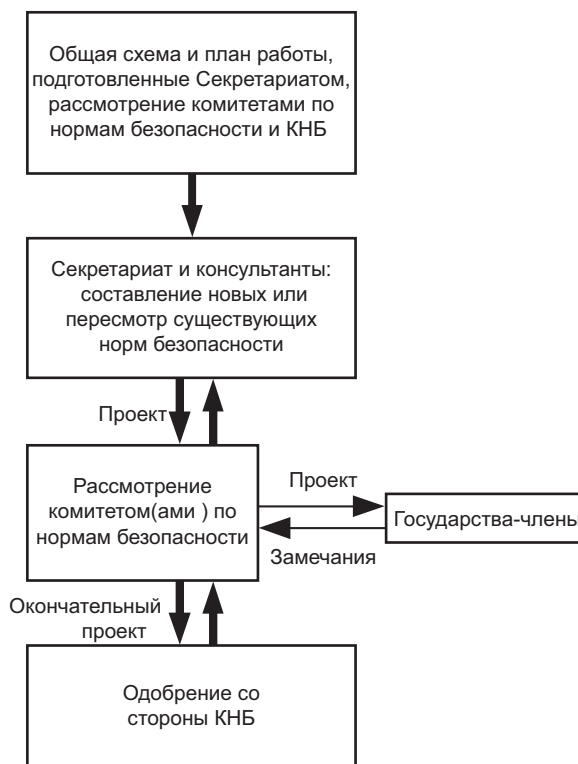 Общая схема и план работы,
подготовленные Секретариатом,
рассмотрение комитетами по
нормам безопасности и КНБ
Секретариат и консультанты:
составление новых или
пересмотр существующих
норм безопасности
Проект
Рассмотрение
комитетом(ами ) по
нормам безопасности
Проект
Замечания
Государства-члены
Окончательный
проект
Одобрение со
стороны КНБ